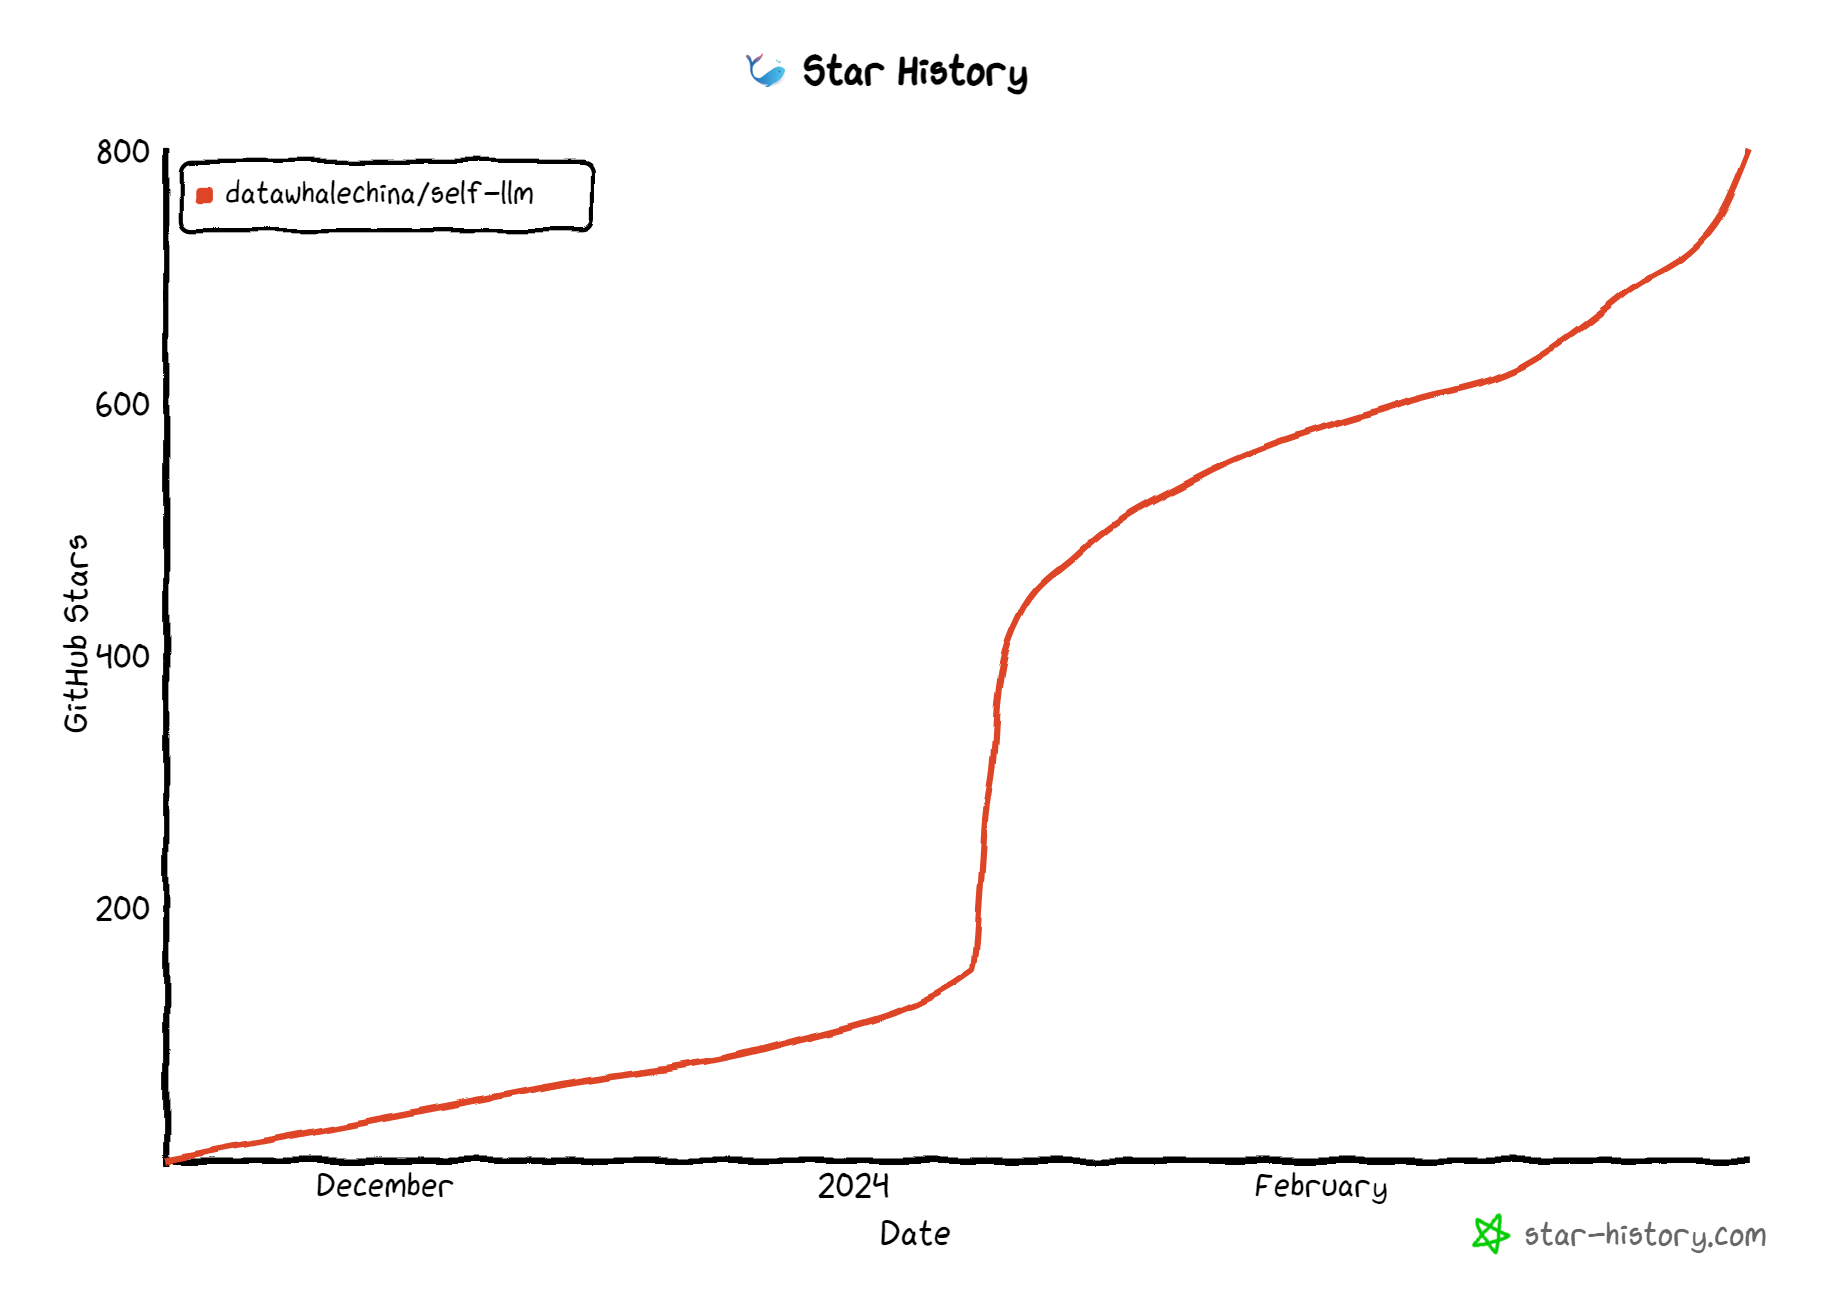 Star History
800
datawhalechina/self-llm
600
GitHub Stars
400
200
December
2024
February
Date
star-history.com